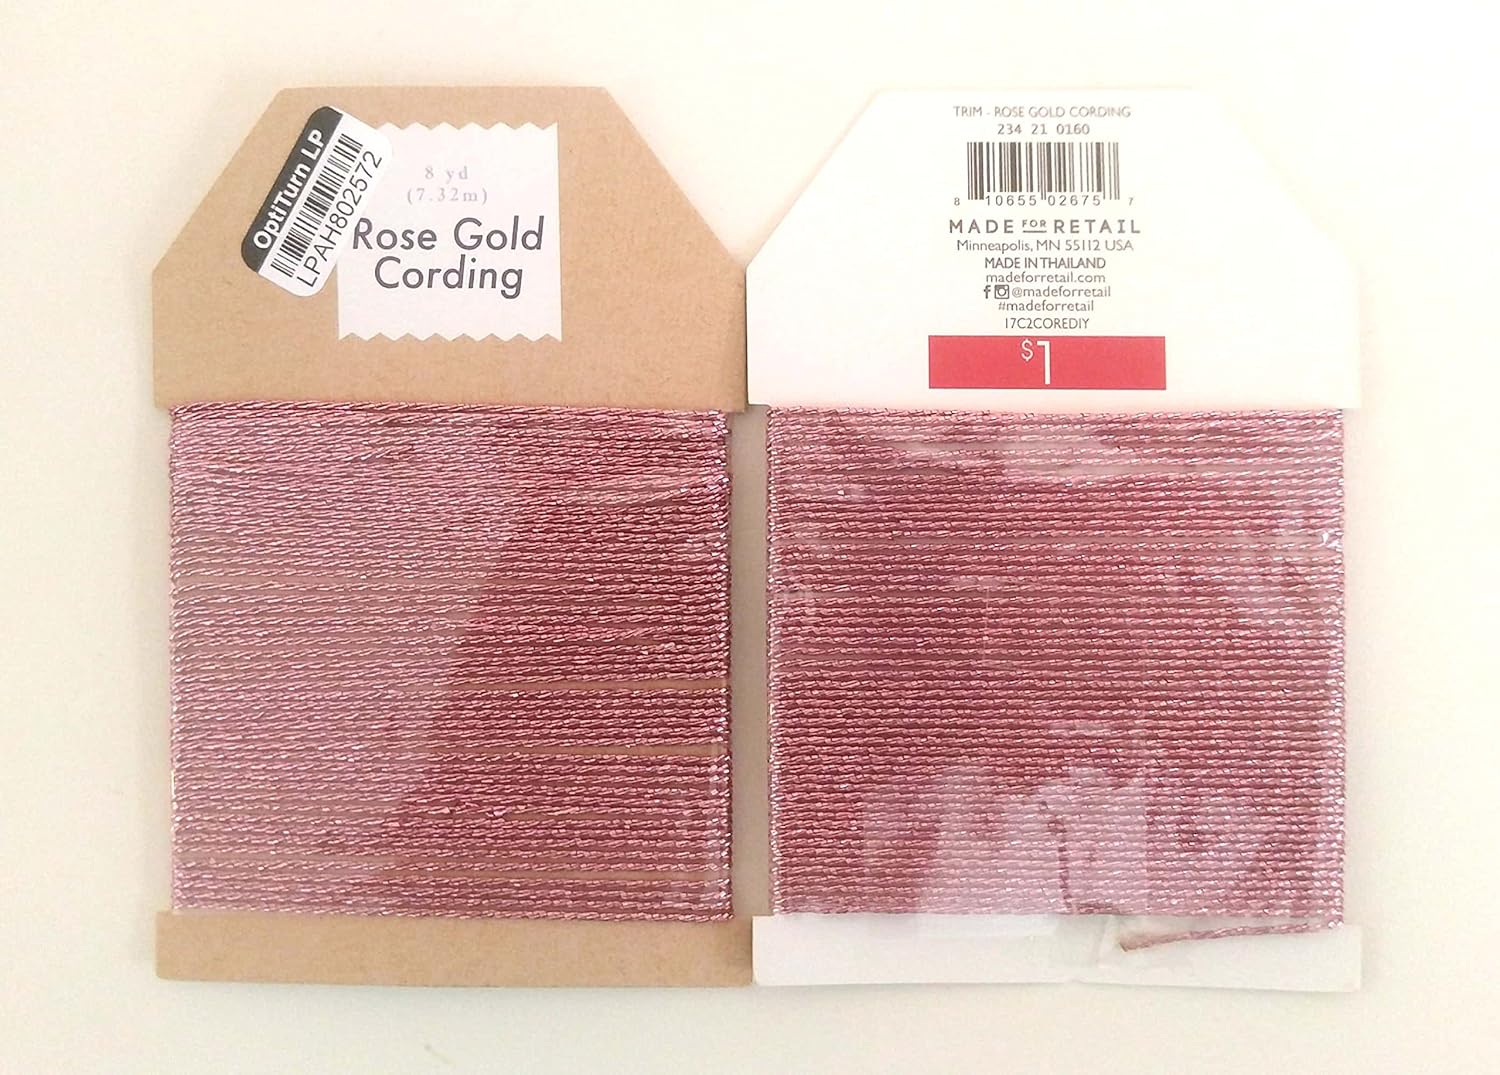 OptiTurn LP
LPAH802572
8 yd
(7.32m)
Rose Gold
Cording
TRIM - ROSE GOLD CORDING
234 21 0160
8 10655 02675 7
MADE FOR RETAIL
Minneapolis, MN 55112 USA
MADE IN THAILAND
madeforretail.com
@madeforretail
#madeforretail
17C2COREDIY
$1